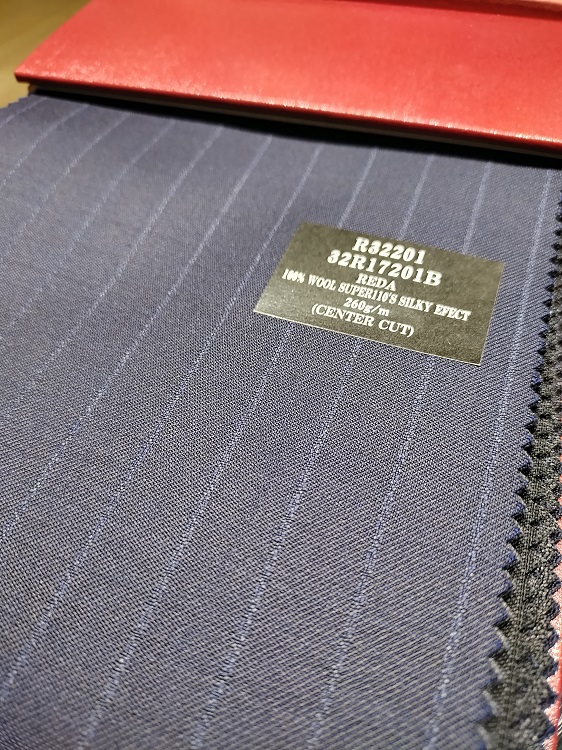 R32201
32R17201B
REDA
100% WOOL SUPER110'S SILKY EFECT
260g/m
(CENTER CUT)